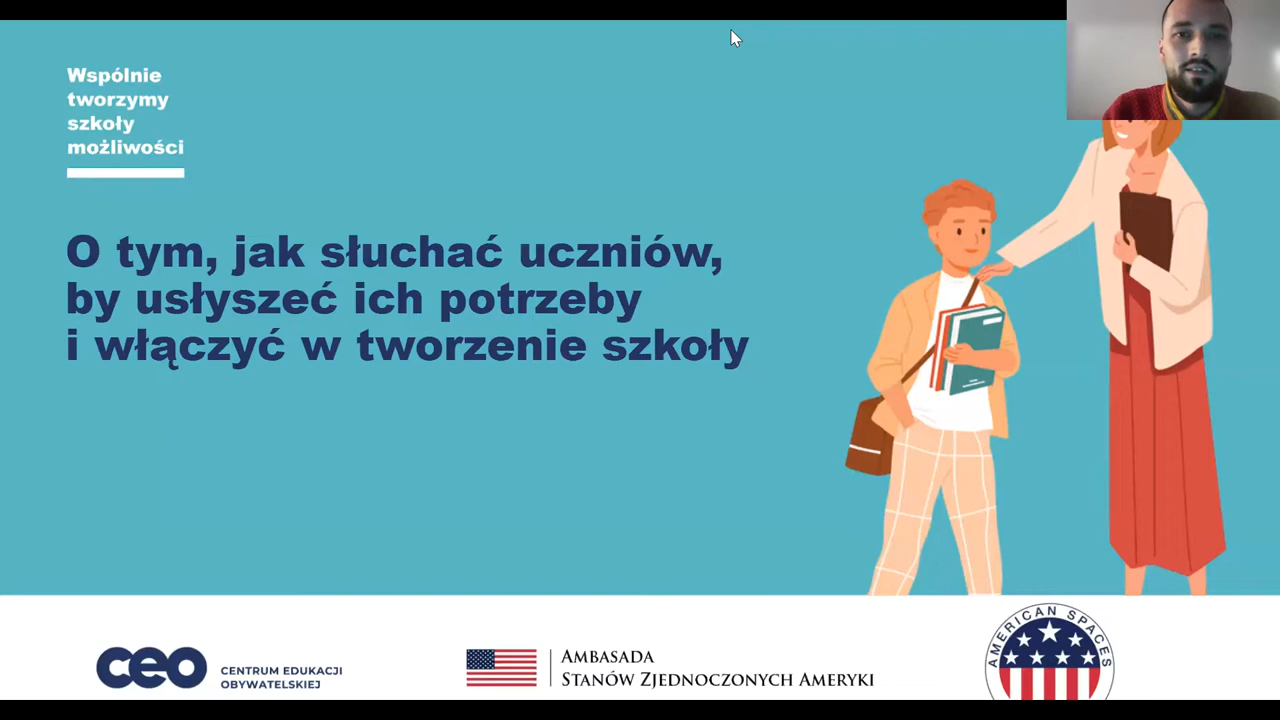 Wspólnie
tworzymy
szkoły
możliwości
O tym, jak słuchać uczniów,
by usłyszeć ich potrzeby
i włączyć w tworzenie szkoły
ceo
CENTRUM EDUKACJI
OBYWATELSKIEJ
AMBASADA
STANÓW ZJEDNOCZONYCH AMERYKI
AMERICAN SPACES